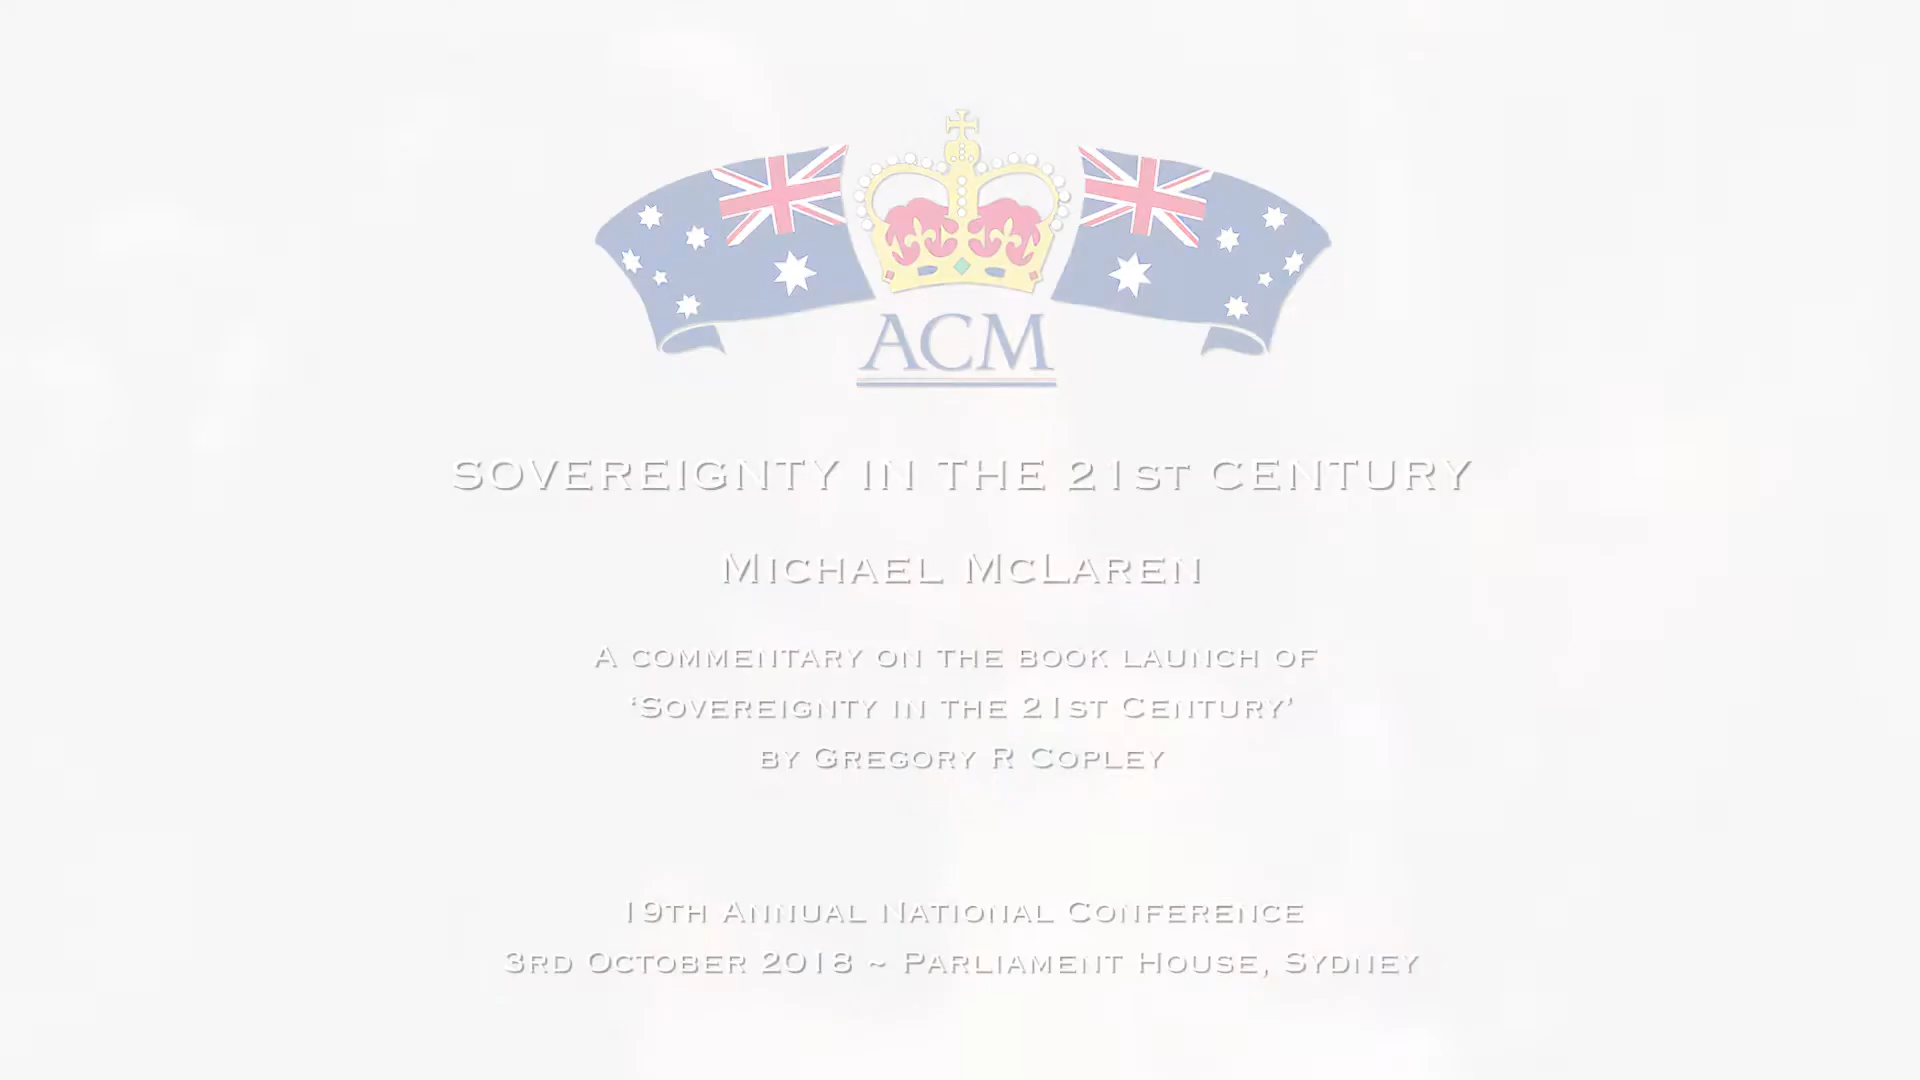 ACM
SOVEREIGNTY IN THE 21ST CENTURY
MICHAEL MCLAREN
A COMMENTARY ON THE BOOK LAUNCH OF
‘SOVEREIGNTY IN THE 21ST CENTURY’
BY GREGORY R COPLEY
19TH ANNUAL NATIONAL CONFERENCE
3RD OCTOBER 2018 ~ PARLIAMENT HOUSE, SYDNEY